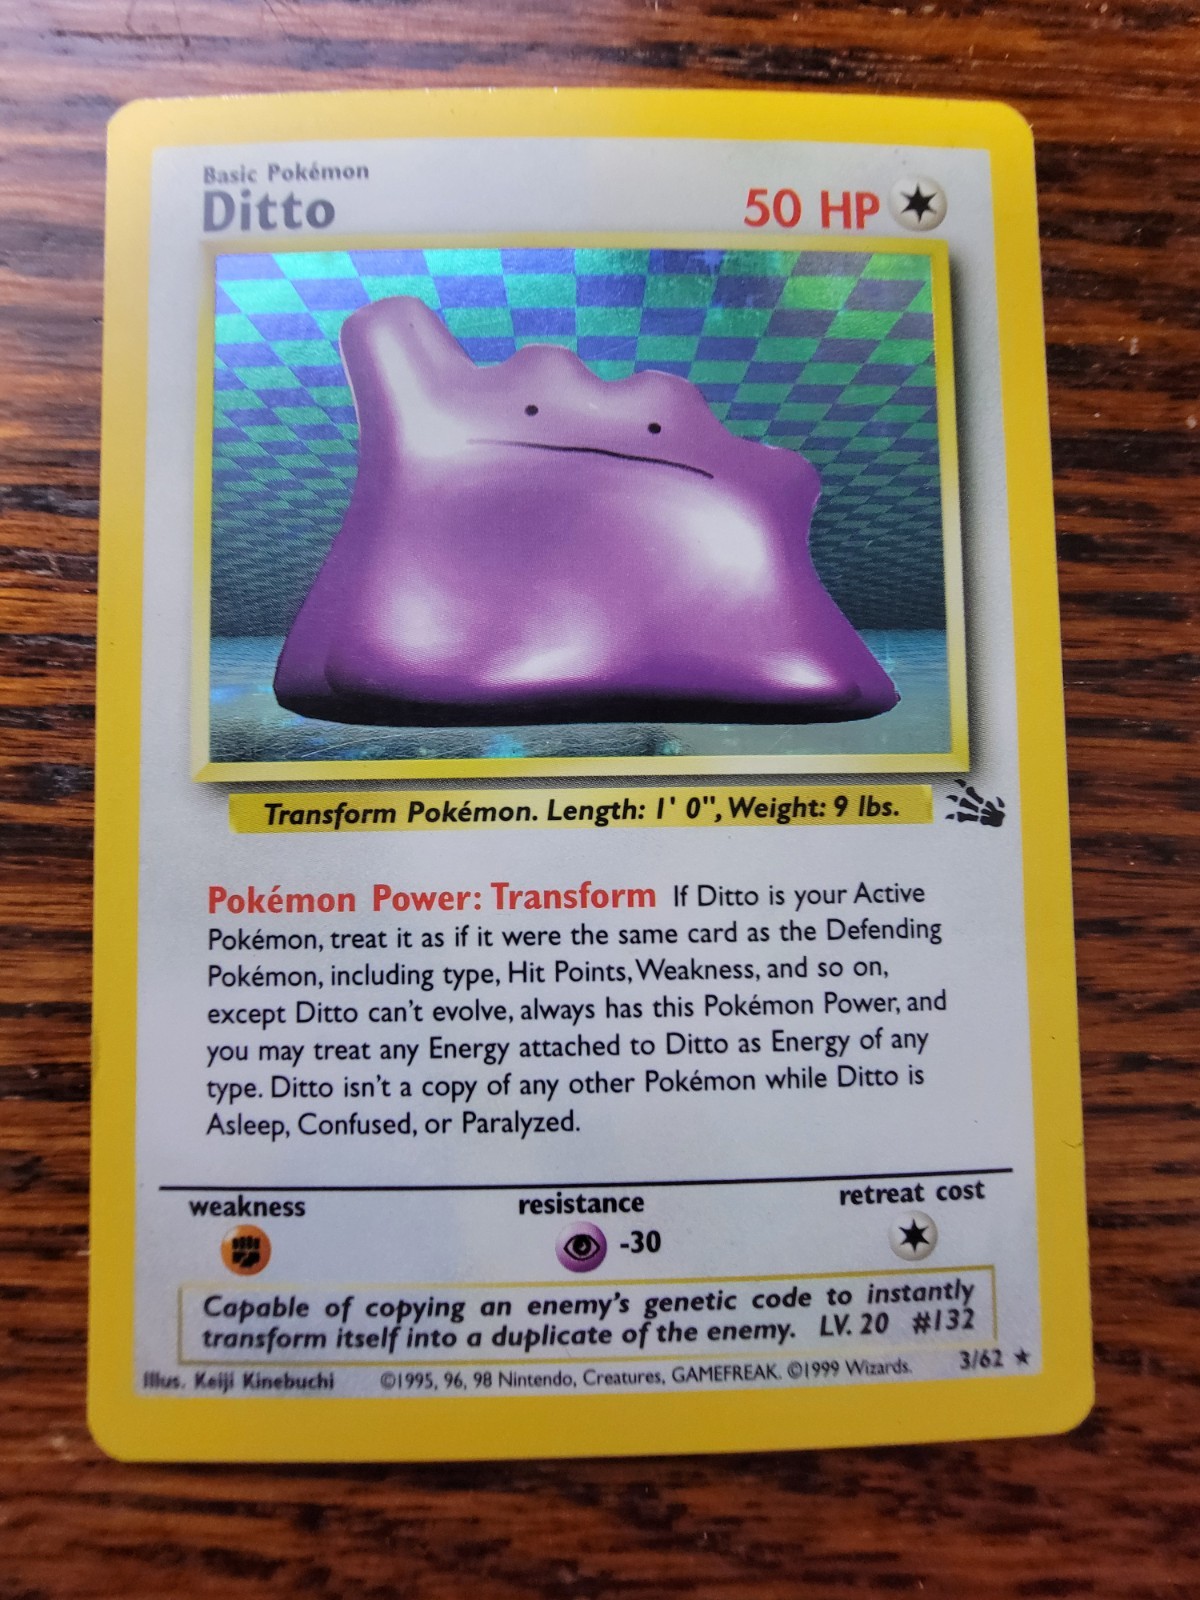 Basic Pokémon
Ditto 50 HP
Transform Pokémon. Length: 1' 0", Weight: 9 lbs.
Pokémon Power: Transform If Ditto is your Active
Pokémon, treat it as if it were the same card as the Defending
Pokémon, including type, Hit Points, Weakness, and so on,
except Ditto can't evolve, always has this Pokémon Power, and
you may treat any Energy attached to Ditto as Energy of any
type. Ditto isn't a copy of any other Pokémon while Ditto is
Asleep, Confused, or Paralyzed.
weakness resistance retreat cost
-30
Capable of copying an enemy's genetic code to instantly
transform itself into a duplicate of the enemy. LV. 20 #132
Illus. Keiji Kinebuchi ©1995, 96, 98 Nintendo, Creatures, GAMEFREAK. ©1999 Wizards. 3/62 ★